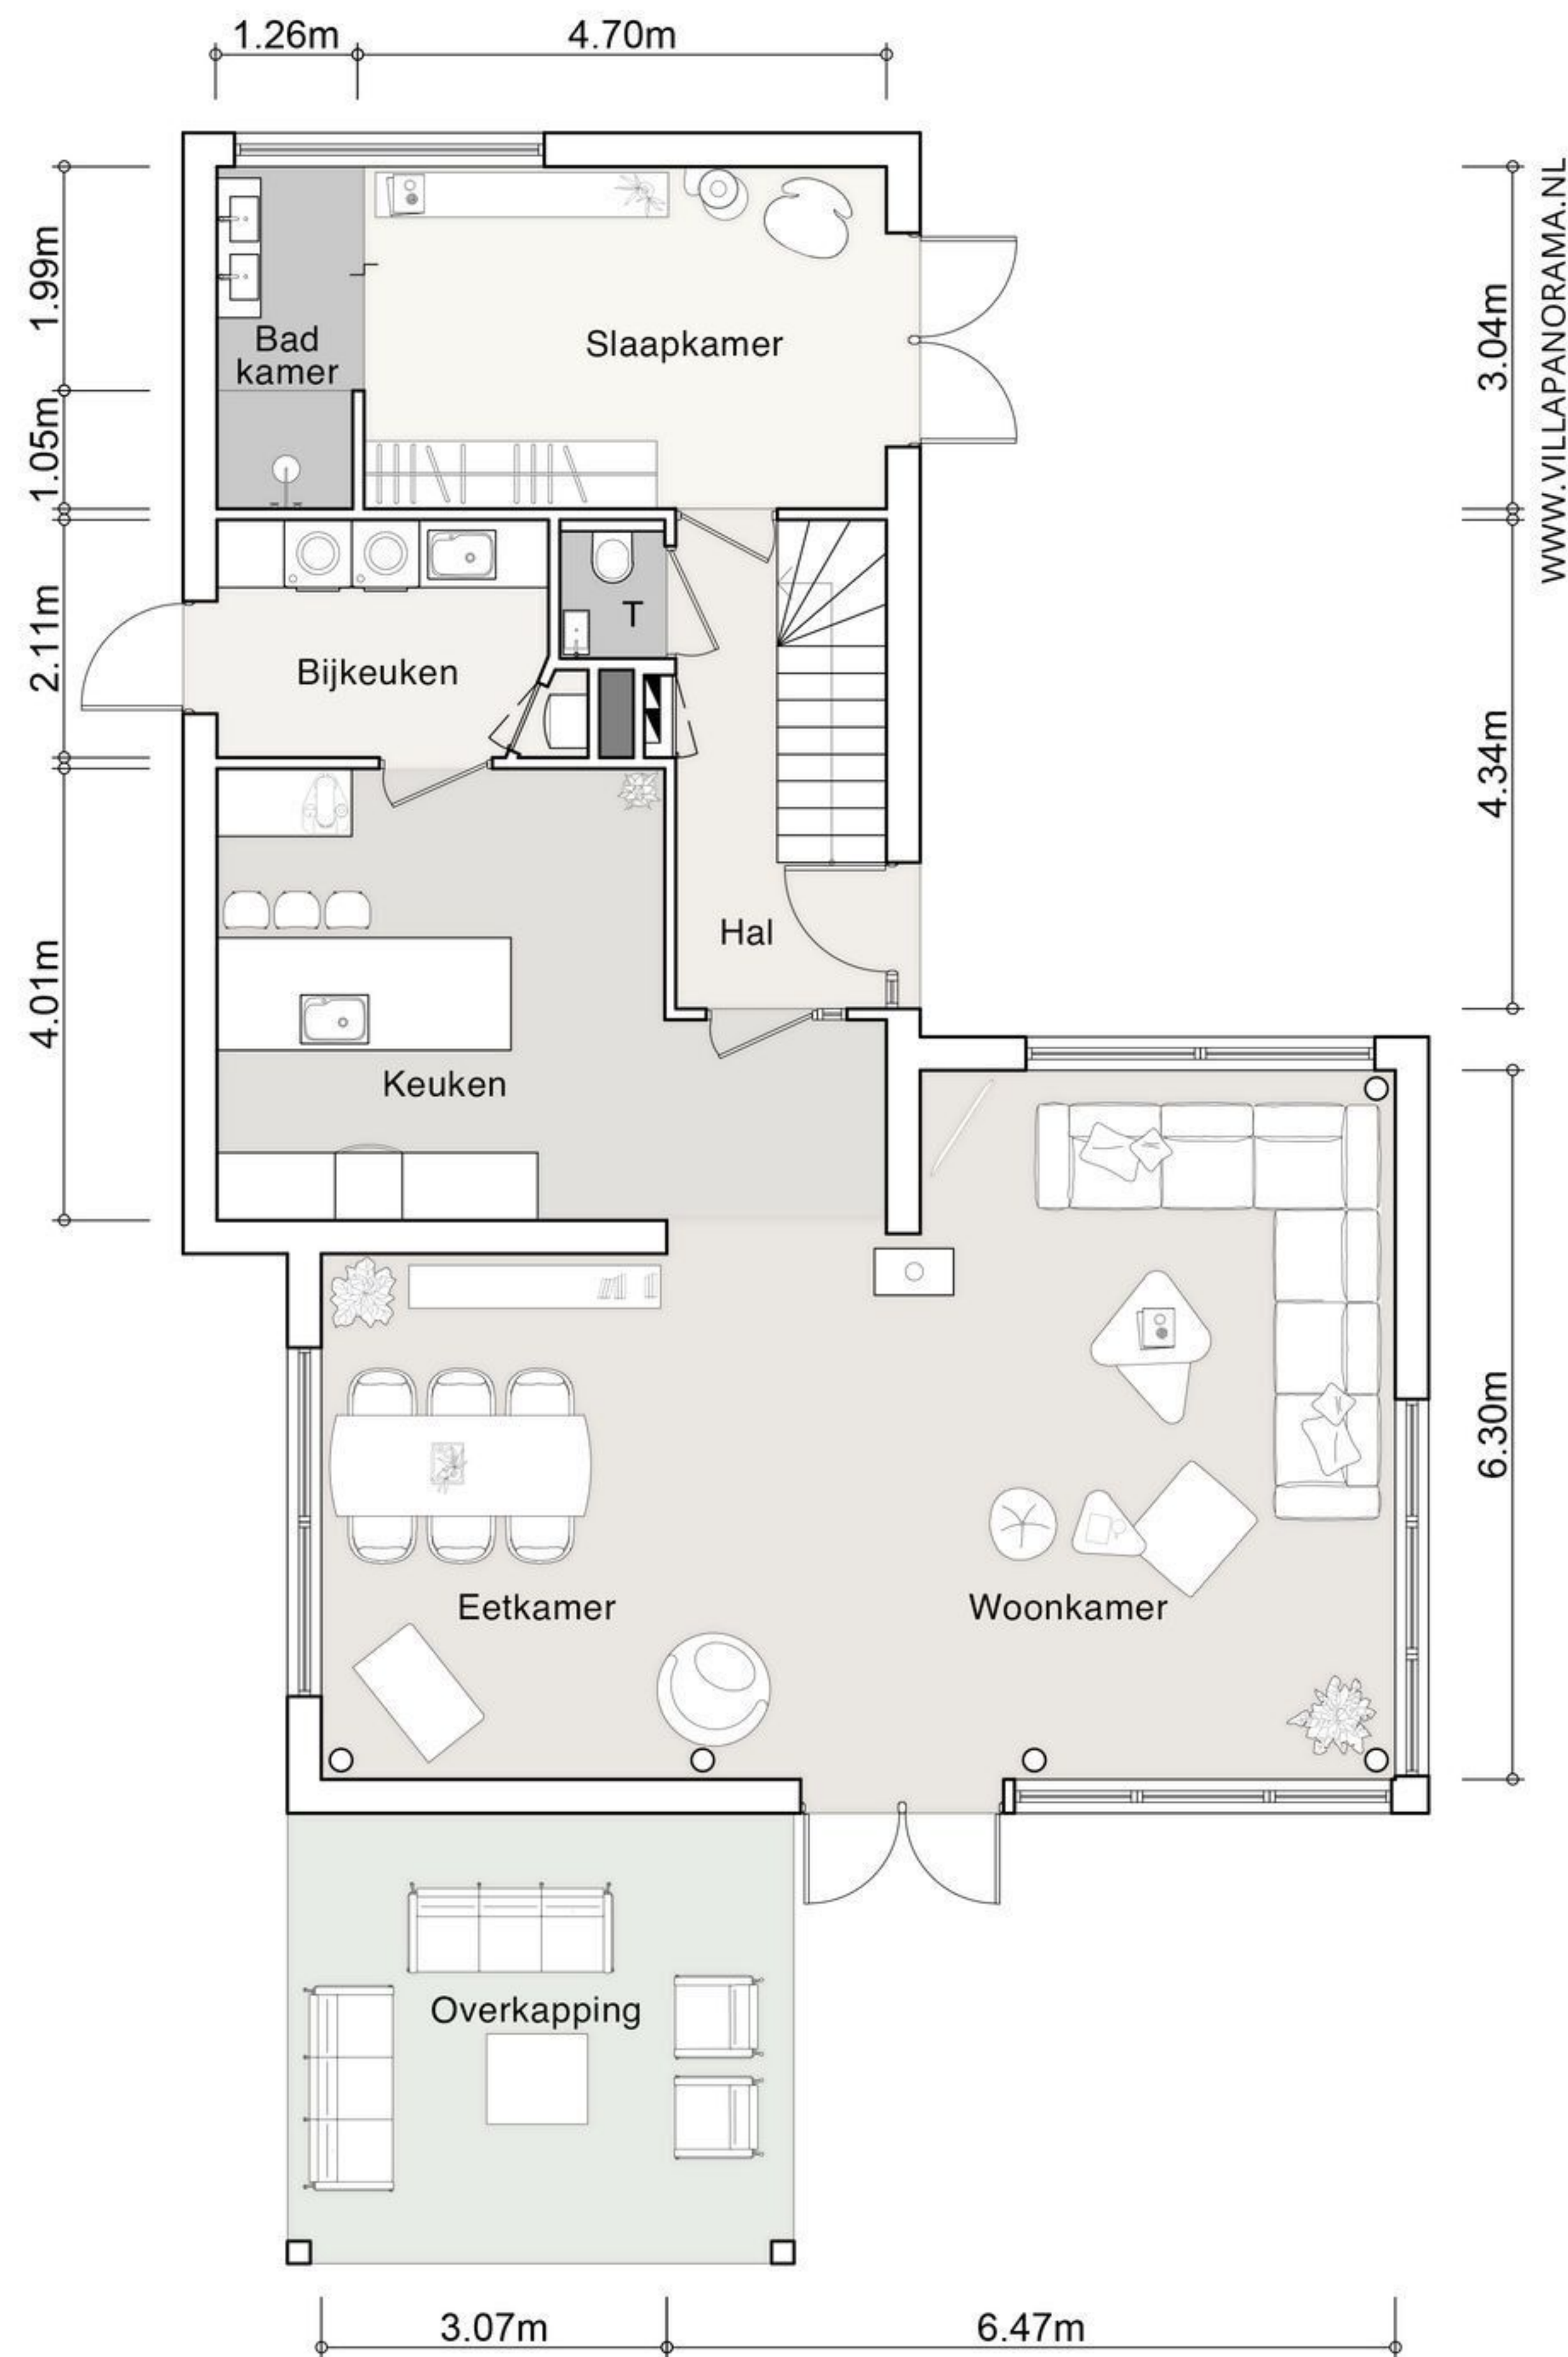 1.26m
4.70m
WWW.VILLAPANORAMA.NL
1.99m
1.05m
2.11m
4.01m
3.04m
4.34m
6.30m
Bad
kamer
Slaapkamer
T
Bijkeuken
Hal
Keuken
Eetkamer
Woonkamer
Overkapping
3.07m
6.47m